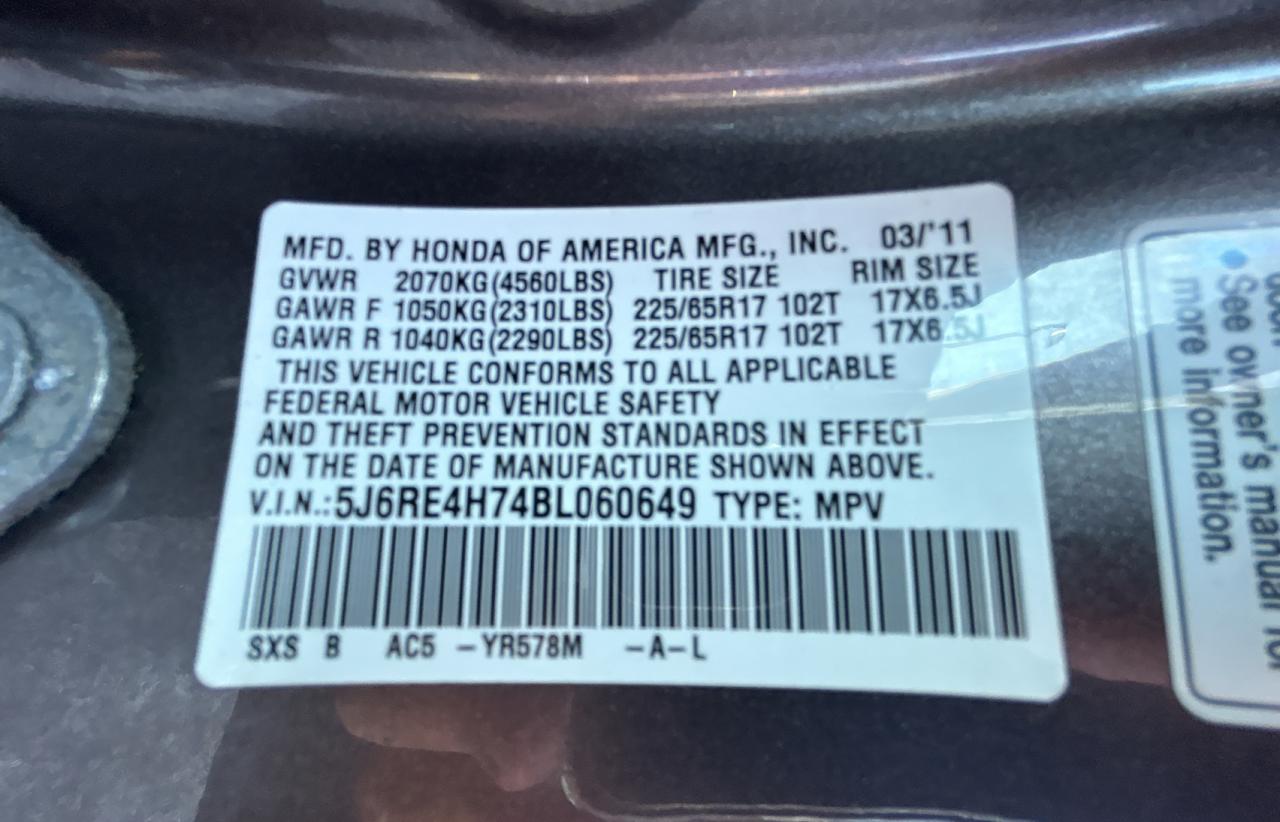 MFD. BY HONDA OF AMERICA MFG., INC. 03/'11
GVWR 2070KG(4560LBS) TIRE SIZE RIM SIZE
GAWR F 1050KG(2310LBS) 225/65R17 102T 17X6.5J
GAWR R 1040KG(2290LBS) 225/65R17 102T 17X6.5J
THIS VEHICLE CONFORMS TO ALL APPLICABLE
FEDERAL MOTOR VEHICLE SAFETY
AND THEFT PREVENTION STANDARDS IN EFFECT
ON THE DATE OF MANUFACTURE SHOWN ABOVE.
V.I.N.:5J6RE4H74BL060649 TYPE: MPV
SXS B AC5 -YR578M -A-L
See owner's manual for
more information.